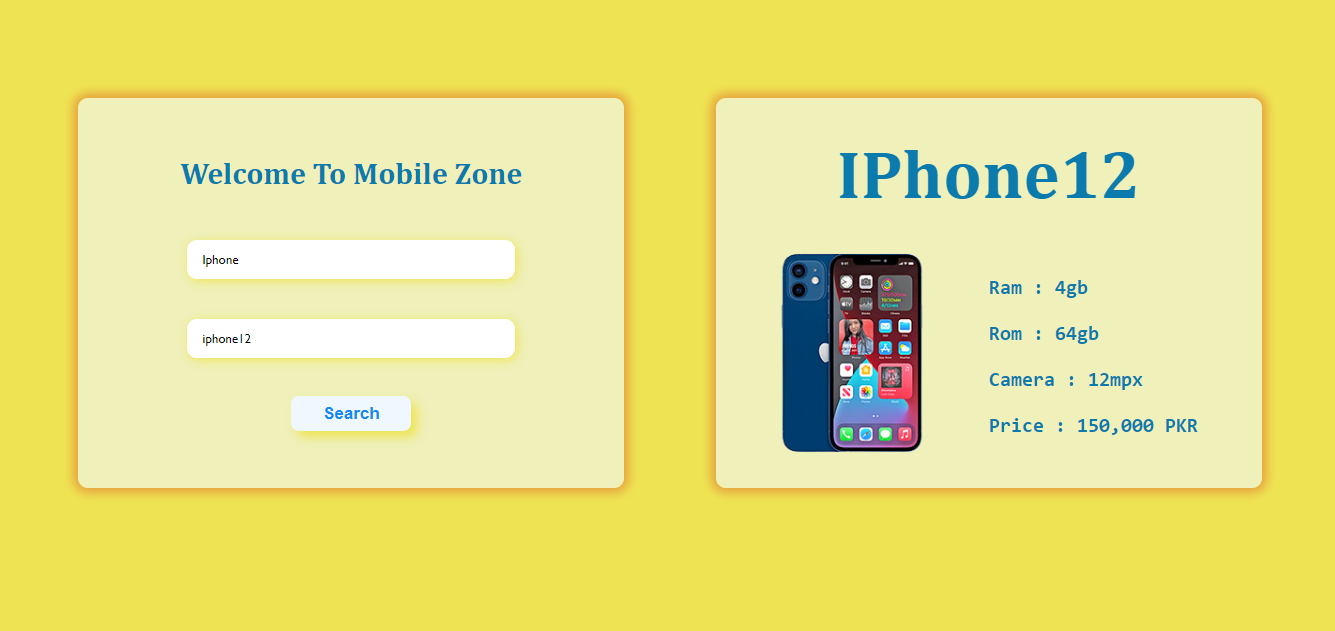 Welcome To Mobile Zone
Iphone
iphone12
Search
IPhone12
Ram : 4gb
Rom : 64gb
Camera : 12mpx
Price : 150,000 PKR